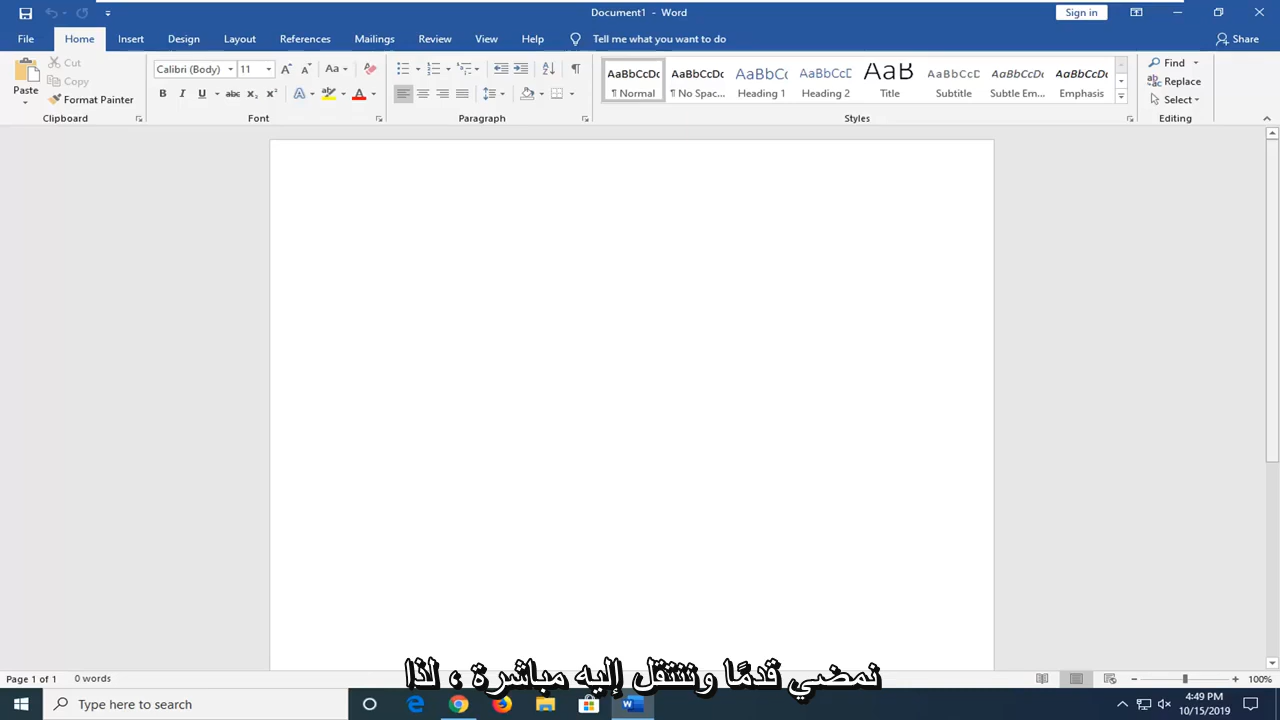 Document1 - Word
Sign in
File Home Insert Design Layout References Mailings Review View Help Tell me what you want to do Share
Paste
Cut
Copy
Format Painter
Clipboard
Calibri (Body) 11
Font
Paragraph
AaBbCcDc
¶ Normal
AaBbCcDc
¶ No Spac...
AaBbC
Heading 1
AaBbCcD
Heading 2
AaB
Title
AaBbCcD
Subtitle
AaBbCcDc
Subtle Em...
AaBbCcDc
Emphasis
Styles
Find
Replace
Select
Editing
نمضي قدمًا وننتقل إليه مباشرة ، لذا
Page 1 of 1 0 words
100%
Type here to search
4:49 PM
10/15/2019